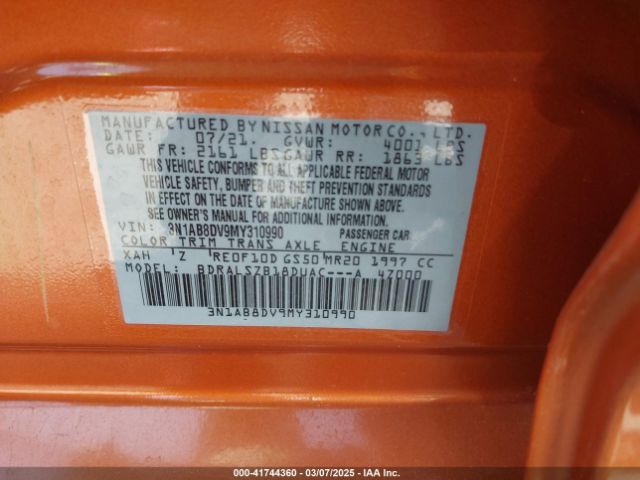 MANUFACTURED BY NISSAN MOTOR CO., LTD.
DATE: 07/21. GVWR: 4001 LBS
GAWR FR: 2161 LBS GAWR RR: 1863 LBS
THIS VEHICLE CONFORMS TO ALL APPLICABLE FEDERAL MOTOR
VEHICLE SAFETY, BUMPER AND THEFT PREVENTION STANDARDS
IN EFFECT ON THE DATE OF MANUFACTURE SHOWN ABOVE.
SEE OWNER'S MANUAL FOR ADDITIONAL INFORMATION.
VIN: 3N1AB8DV9MY310990 PASSENGER CAR
COLOR TRIM TRANS AXLE ENGINE
XAH Z RE0F10D GS50 MR20 1997 CC
MODEL: BDRALSZB18DUAC---A 4Z000
3N1AB8DV9MY310990
000-41744360 - 03/07/2025 - IAA Inc.